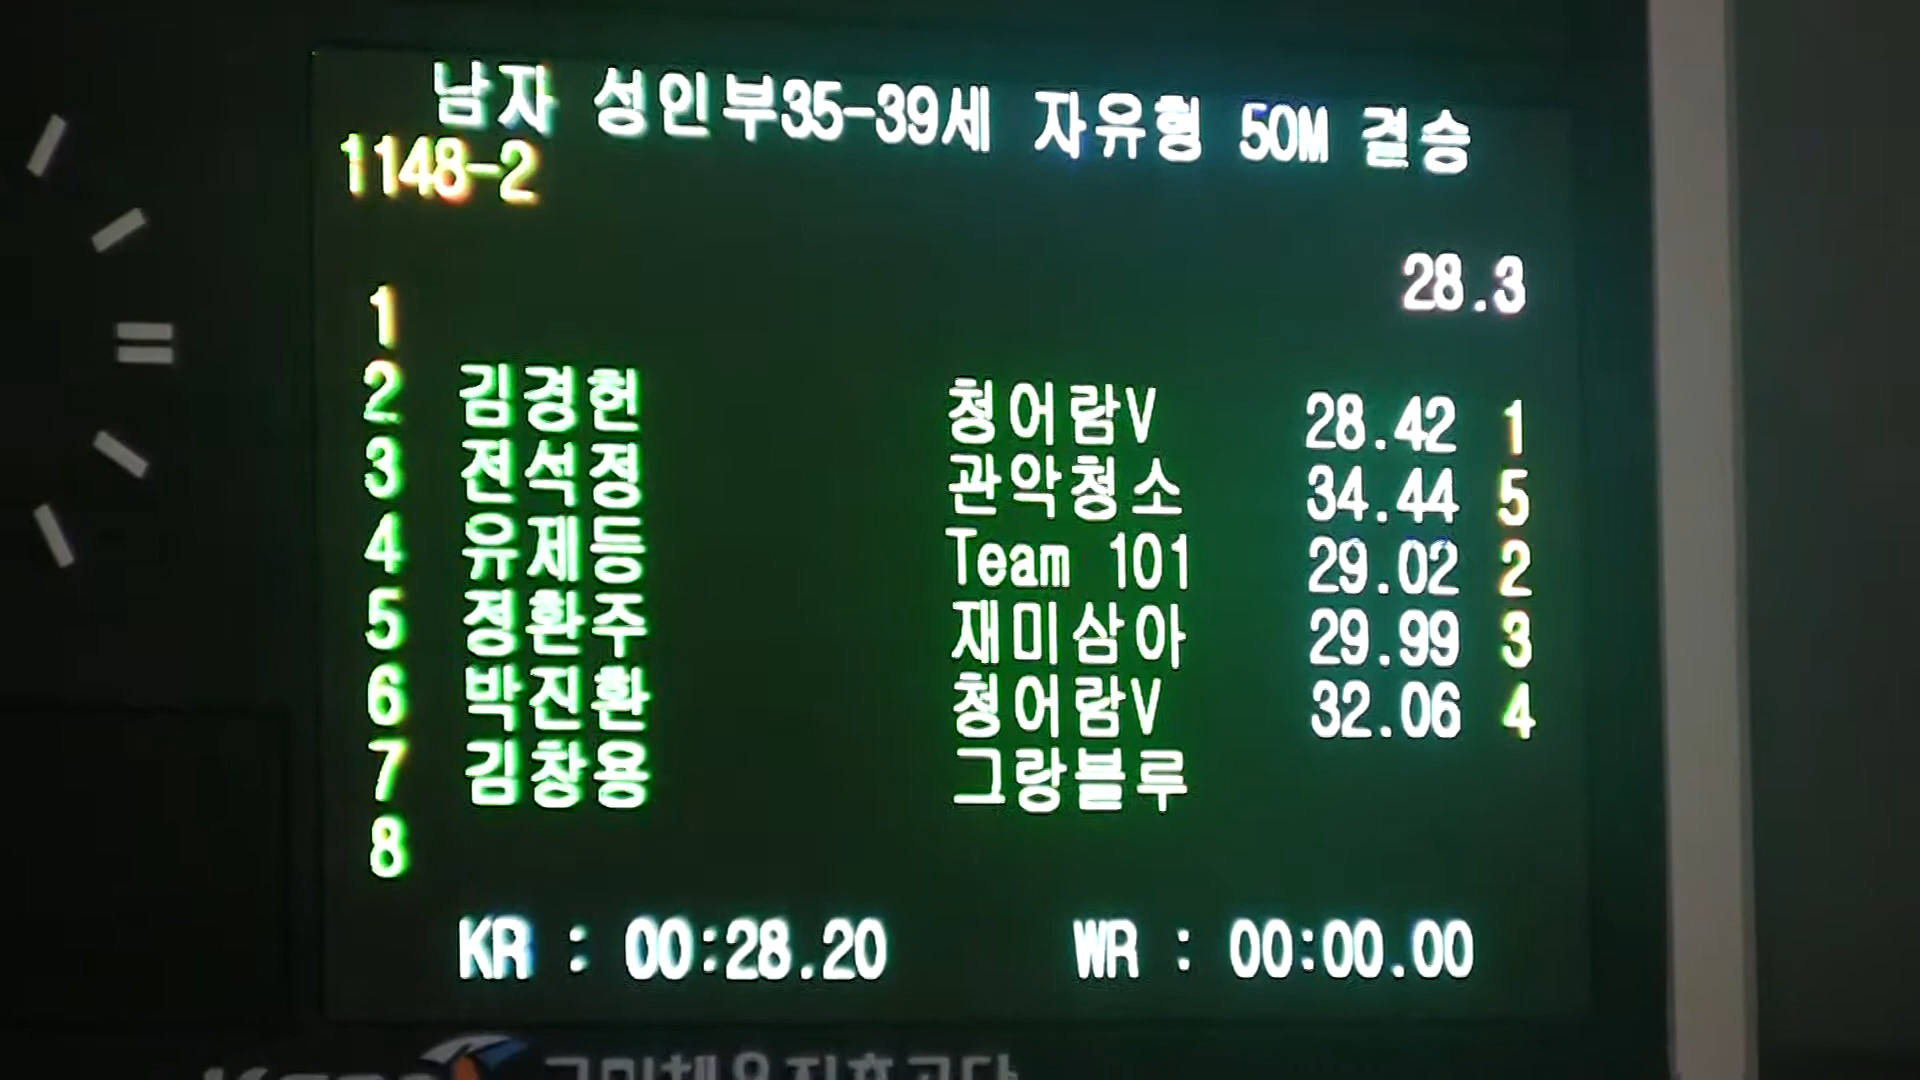 남자 성인부35-39세 자유형 50M 결승
1148-2
28.3
1
2 김경헌 청어람V 28.42 1
3 전석정 관악청소 34.44 5
4 유제등 Team 101 29.02 2
5 정환주 재미삼아 29.99 3
6 박진환 청어람V 32.06 4
7 김창용 그랑블루
8
KR : 00:28.20 WR : 00:00.00